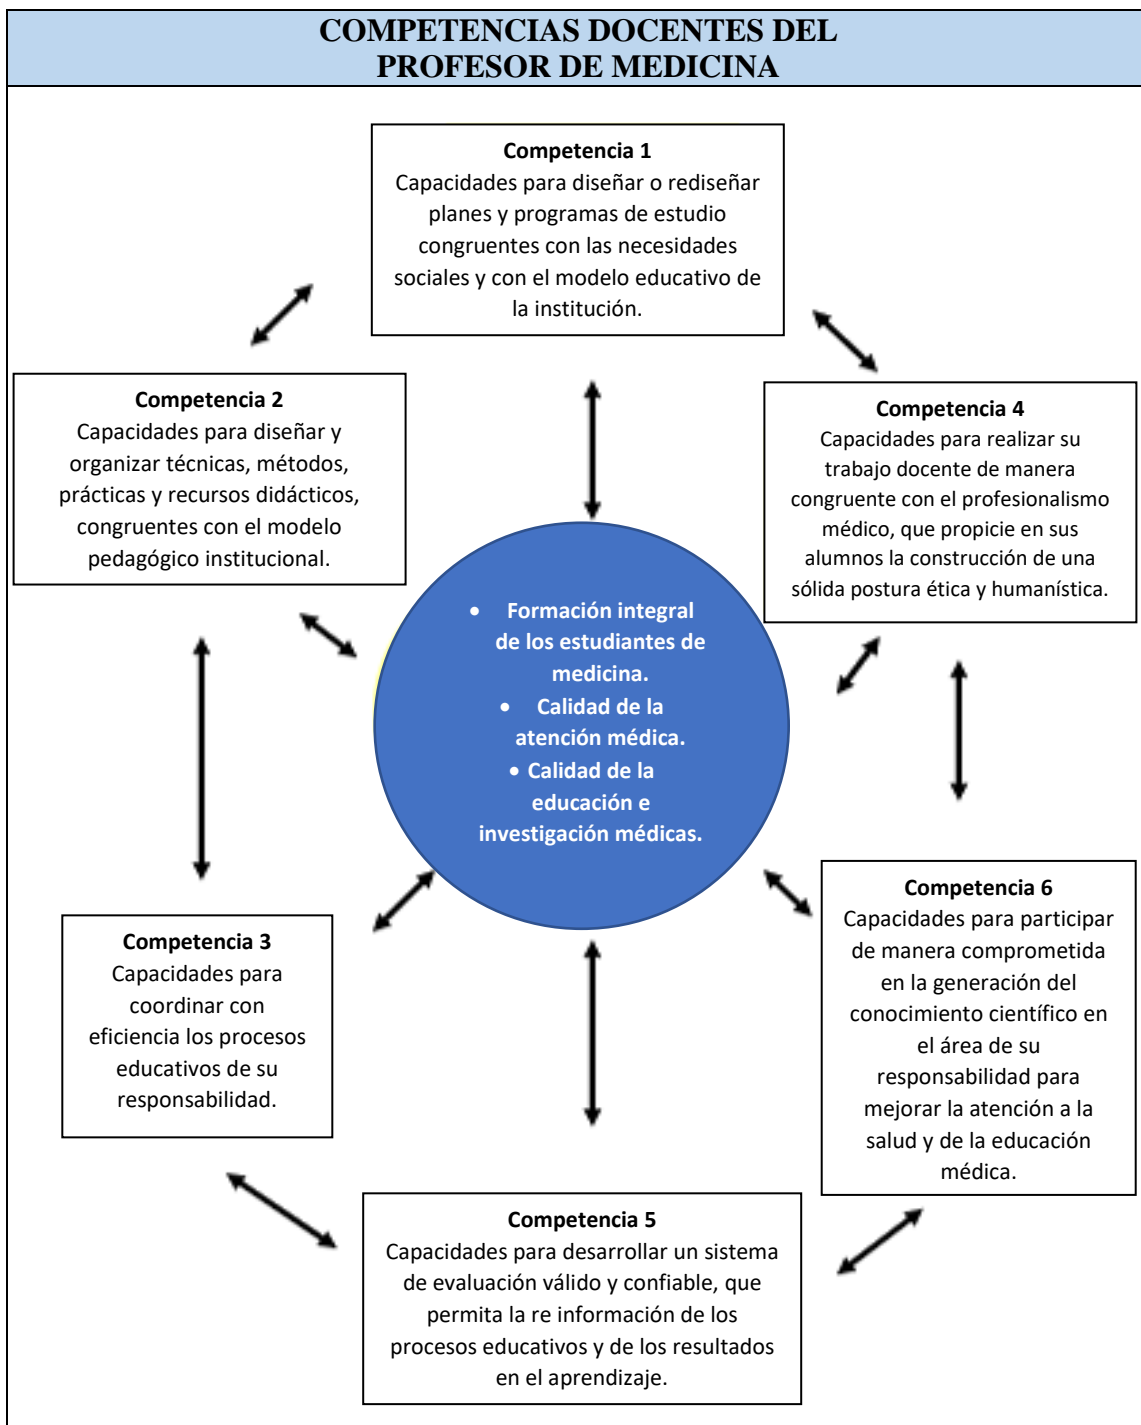 COMPETENCIAS DOCENTES DEL
PROFESOR DE MEDICINA
Competencia 1
Capacidades para diseñar o rediseñar
planes y programas de estudio
congruentes con las necesidades
sociales y con el modelo educativo de
la institución.
Competencia 2
Capacidades para diseñar y
organizar técnicas, métodos,
prácticas y recursos didácticos,
congruentes con el modelo
pedagógico institucional.
Competencia 4
Capacidades para realizar su
trabajo docente de manera
congruente con el profesionalismo
médico, que propicie en sus
alumnos la construcción de una
sólida postura ética y humanística.
• Formación integral
de los estudiantes de
medicina.
• Calidad de la
atención médica.
• Calidad de la
educación e
investigación médicas.
Competencia 3
Capacidades para
coordinar con
eficiencia los procesos
educativos de su
responsabilidad.
Competencia 6
Capacidades para participar
de manera comprometida
en la generación del
conocimiento científico en
el área de su
responsabilidad para
mejorar la atención a la
salud y de la educación
médica.
Competencia 5
Capacidades para desarrollar un sistema
de evaluación válido y confiable, que
permita la re información de los
procesos educativos y de los resultados
en el aprendizaje.